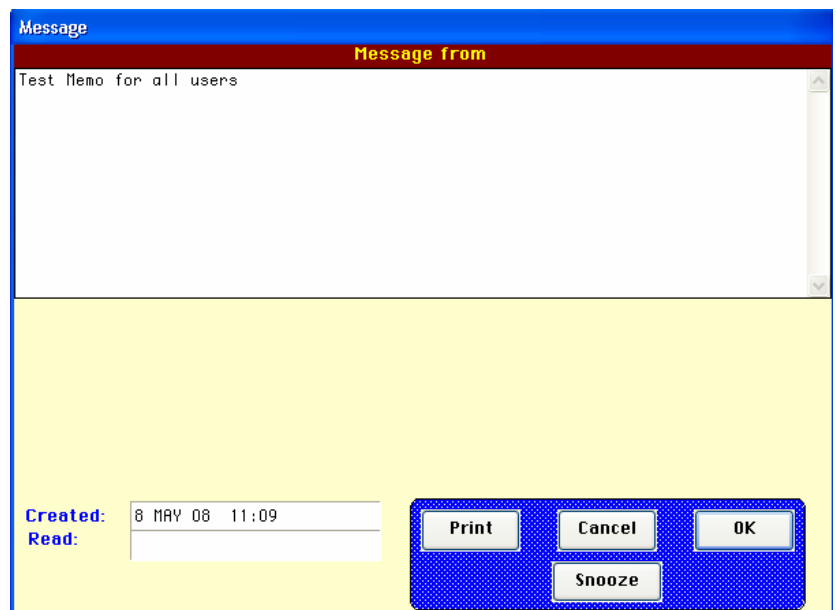 Message
Message from
Test Memo for all users
Created: 8 MAY 08 11:09
Read:
Print Cancel OK
Snooze